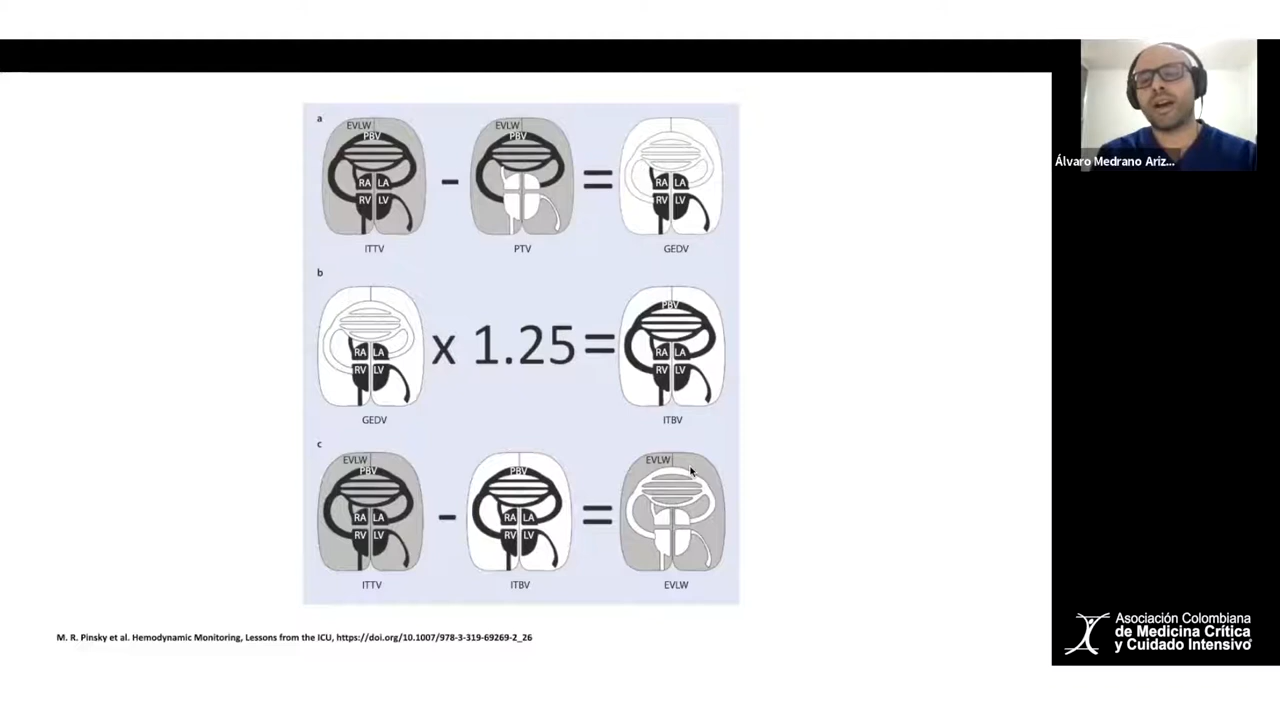 a
EVLW
PBV
RA LA
RV LV
ITTV
-
EVLW
PBV
PTV
=
RA LA
RV LV
GEDV
b
RA LA
RV LV
GEDV
x 1.25 =
PBV
RA LA
RV LV
ITBV
c
EVLW
PBV
RA LA
RV LV
ITTV
-
PBV
RA LA
RV LV
ITBV
=
EVLW
EVLW
M. R. Pinsky et al. Hemodynamic Monitoring, Lessons from the ICU, https://doi.org/10.1007/978-3-319-69269-2_26
Álvaro Medrano Ariz...
Asociación Colombiana
de Medicina Crítica
y Cuidado Intensivo